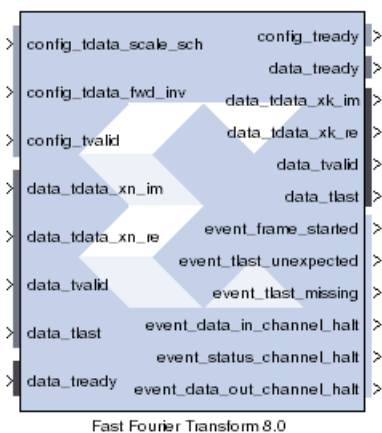 config_tdata_scale_sch
config_tdata_fwd_inv
config_tvalid
data_tdata_xn_im
data_tdata_xn_re
data_tvalid
data_tlast
data_tready
config_tready
data_tready
data_tdata_xk_im
data_tdata_xk_re
data_tvalid
data_tlast
event_frame_started
event_tlast_unexpected
event_tlast_missing
event_data_in_channel_halt
event_status_channel_halt
event_data_out_channel_halt
Fast Fourier Transform 8.0